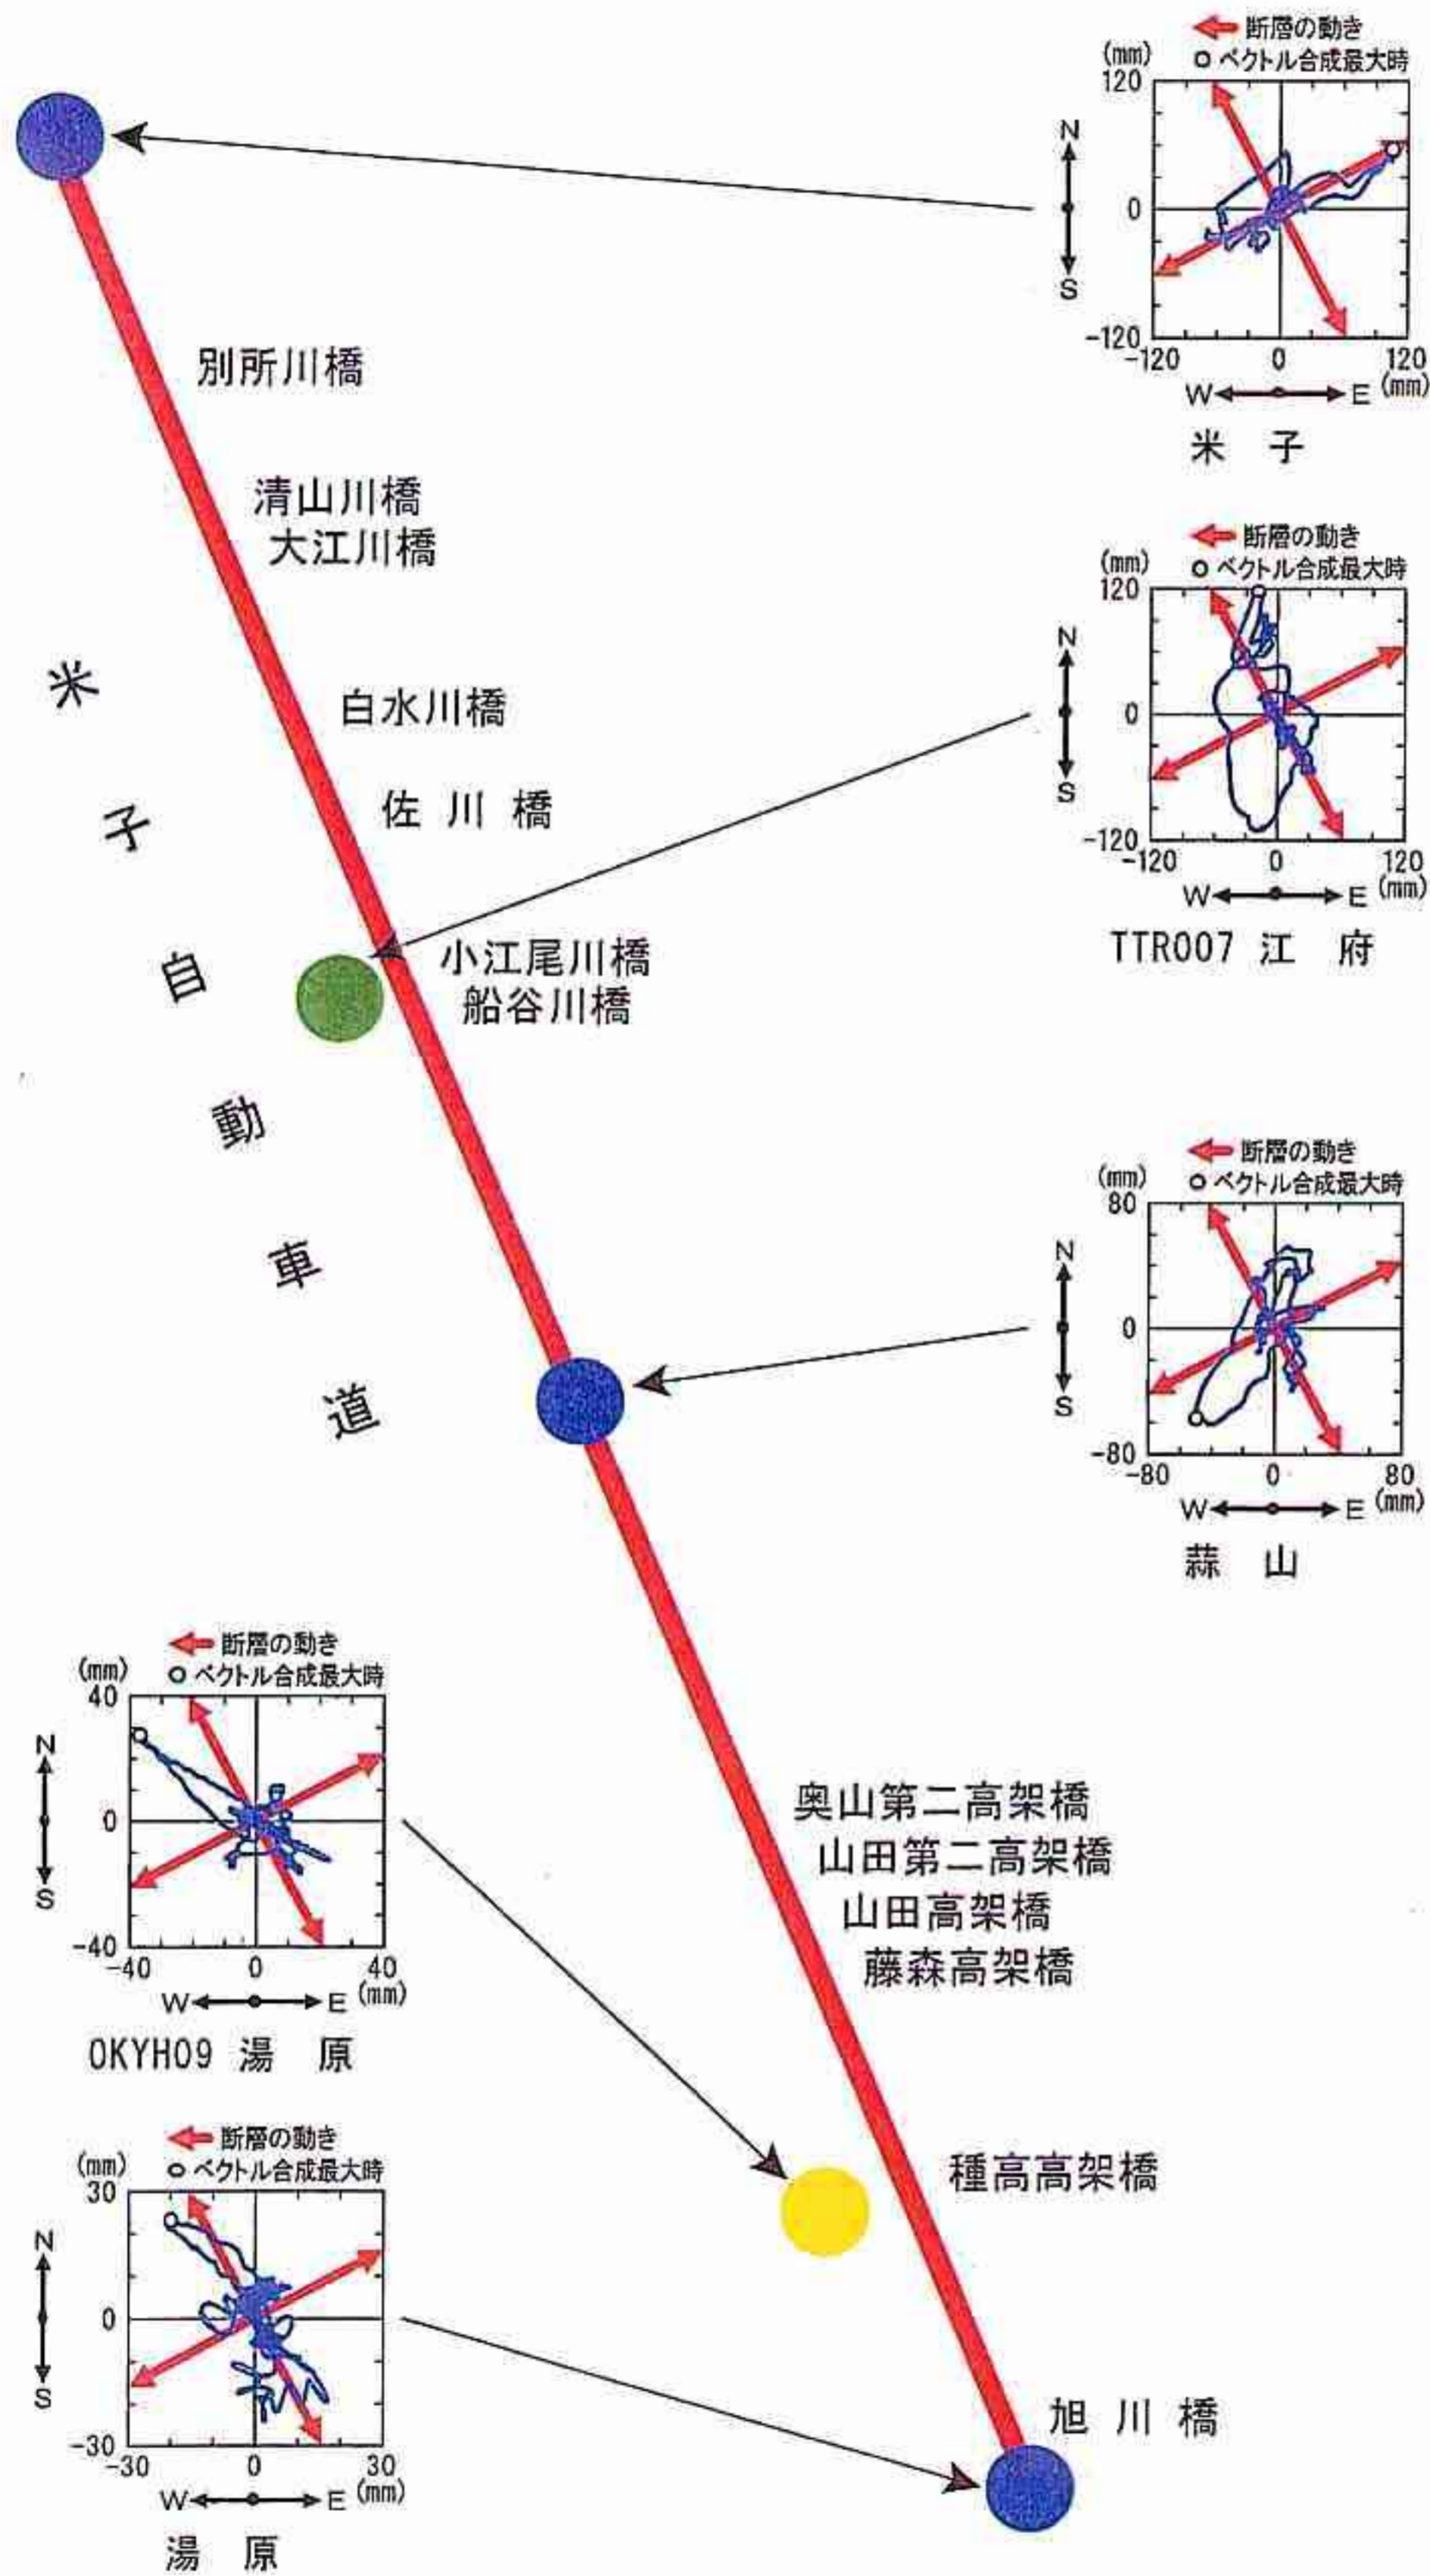 断層の動き
ベクトル合成最大時
(mm)
120
0
-120
-120 0 120
(mm)
N
S
W E
米 子
別所川橋
清山川橋
大江川橋
断層の動き
ベクトル合成最大時
(mm)
120
0
-120
-120 0 120
(mm)
N
S
W E
TTR007 江 府
白水川橋
佐川橋
小江尾川橋
船谷川橋
米子自動車道
断層の動き
ベクトル合成最大時
(mm)
80
0
-80
-80 0 80
(mm)
N
S
W E
蒜 山
断層の動き
ベクトル合成最大時
(mm)
40
0
-40
-40 0 40
(mm)
N
S
W E
OKYH09 湯 原
奥山第二高架橋
山田第二高架橋
山田高架橋
藤森高架橋
種高高架橋
断層の動き
ベクトル合成最大時
(mm)
30
0
-30
-30 0 30
(mm)
N
S
W E
湯 原
旭川橋